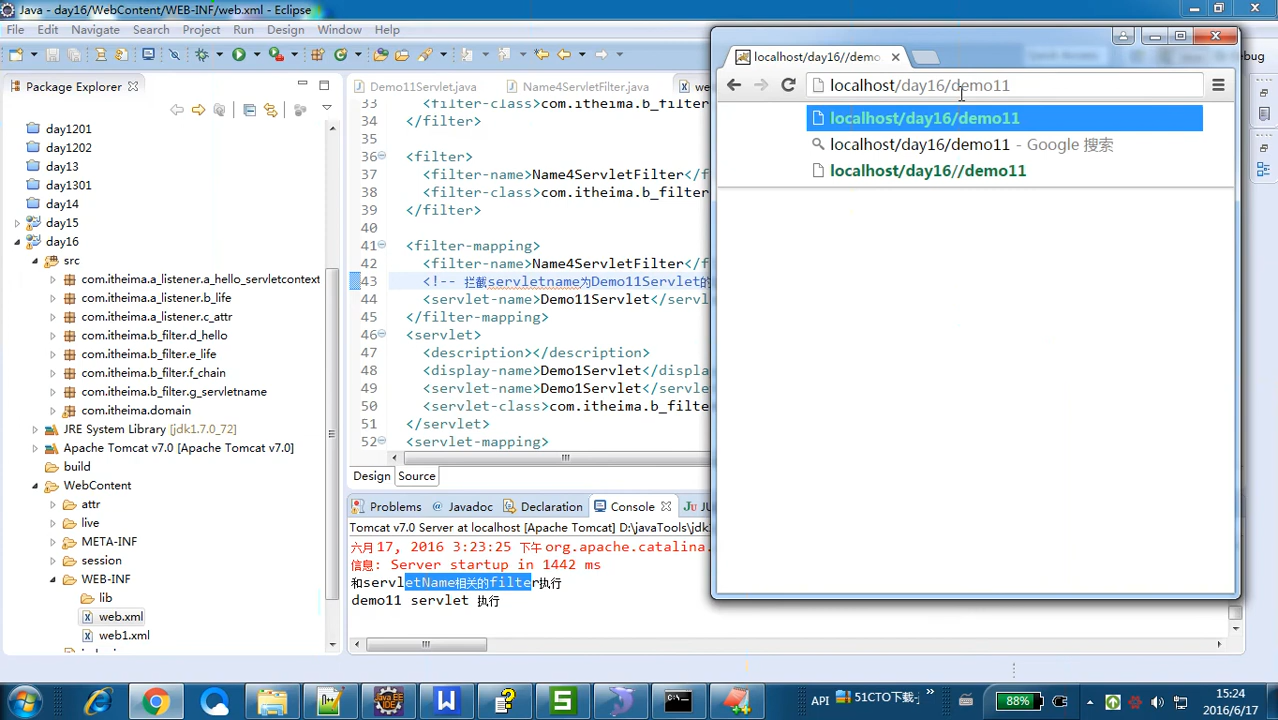 Java - day16/WebContent/WEB-INF/web.xml - Eclipse
File Edit Navigate Search Project Run Design Window Help
Package Explorer
day1201
day1202
day13
day1301
day14
day15
day16
src
com.itheima.a_listener.a_hello_servletcontext
com.itheima.a_listener.b_life
com.itheima.a_listener.c_attr
com.itheima.b_filter.d_hello
com.itheima.b_filter.e_life
com.itheima.b_filter.f_chain
com.itheima.b_filter.g_servletname
com.itheima.domain
JRE System Library [jdk1.7.0_72]
Apache Tomcat v7.0 [Apache Tomcat v7.0]
build
WebContent
attr
live
META-INF
session
WEB-INF
lib
web.xml
web1.xml
Demo11Servlet.java Name4ServletFilter.java
33 <filter-class>com.itheima.b_filter
34 </filter>
35
36 <filter>
37 <filter-name>Name4ServletFilter</filter-name>
38 <filter-class>com.itheima.b_filter
39 </filter>
40
41 <filter-mapping>
42 <filter-name>Name4ServletFilter</f
43 <!-- 拦截servletname为Demo11Servlet的
44 <servlet-name>Demo11Servlet</servl
45 </filter-mapping>
46 <servlet>
47 <description></description>
48 <display-name>Demo1Servlet</displa
49 <servlet-name>Demo1Servlet</servle
50 <servlet-class>com.itheima.b_filte
51 </servlet>
52 <servlet-mapping>
Design Source
Problems @ Javadoc Declaration Console Ju JU
Tomcat v7.0 Server at localhost [Apache Tomcat] D:\javaTools\jdk
六月 17, 2016 3:23:25 下午 org.apache.catalina.
信息: Server startup in 1442 ms
和servletName相关的filter执行
demo11 servlet 执行
localhost/day16//demo
localhost/day16/demo11
localhost/day16/demo11
localhost/day16/demo11 - Google 搜索
localhost/day16//demo11
API 51CTO下载- » 88%
15:24
2016/6/17